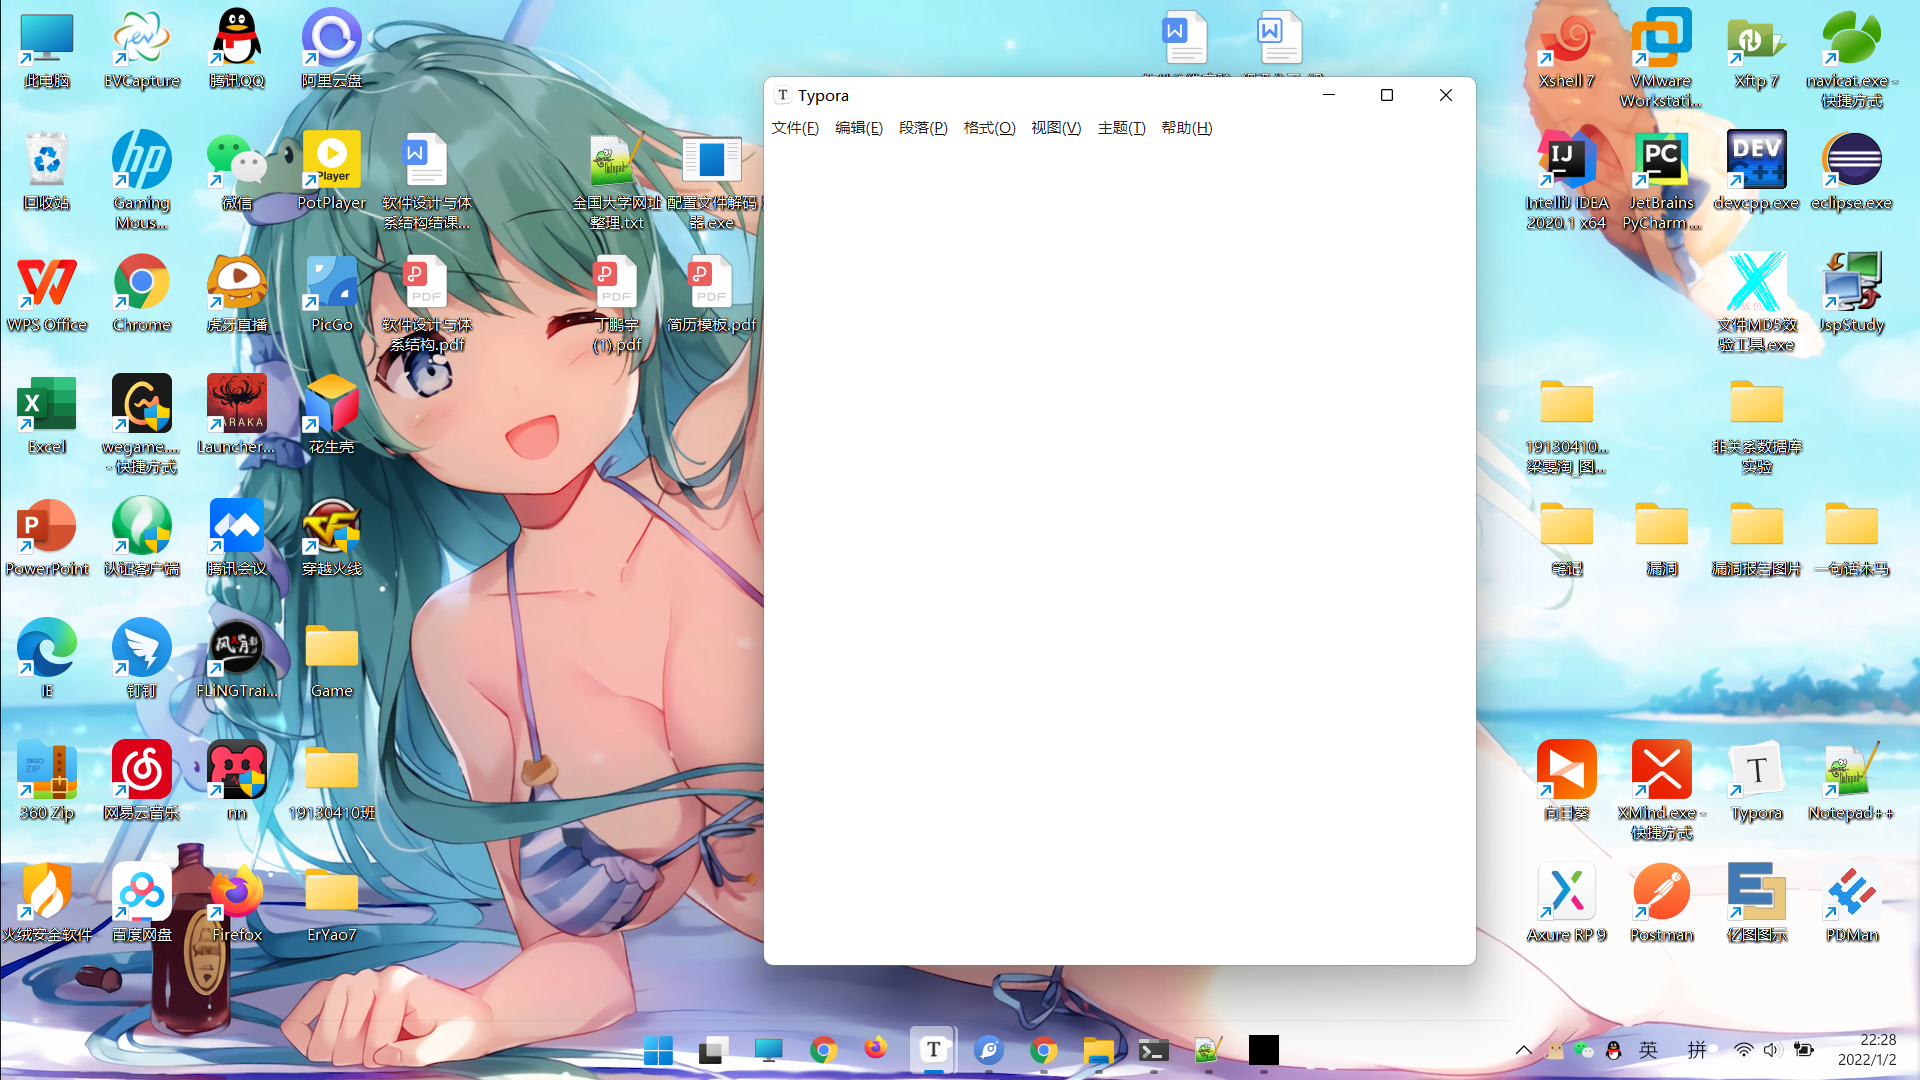 此电脑
EVCapture
腾讯QQ
阿里云盘
回收站
Gaming
Mous...
微信
Player
PotPlayer
软件设计与体
系结构结课...
全国大学网址
整理.txt
配置文件解码
器.exe
WPS Office
Chrome
虎牙直播
PicGo
PDF
软件设计与体
系结构.pdf
PDF
丁鹏宇
(1).pdf
PDF
简历模板.pdf
Excel
wegame....
- 快捷方式
ARAKA
Launcher...
花生壳
PowerPoint
认证客户端
腾讯会议
穿越火线
IE
钉钉
FLiNGTrai...
Game
360 Zip
网易云音乐
nn
19130410班
火绒安全软件
百度网盘
Firefox
ErYao7
Typora
文件(F) 编辑(E) 段落(P) 格式(O) 视图(V) 主题(T) 帮助(H)
Xshell 7
VMware
Workstati...
Xftp 7
navicat.exe -
快捷方式
IJ
IntelliJ IDEA
2020.1 x64
PC
JetBrains
PyCharm ...
DEV
C++
devcpp.exe
eclipse.exe
文件MD5效
验工具.exe
JspStudy
19130410...
梁雯淘_图...
非关系数据库
实验
笔记
漏洞
漏洞报告图片
一句话木马
向日葵
XMind.exe -
快捷方式
T
Typora
Notepad++
Axure RP 9
Postman
亿图图示
PDMan
英
拼
22:28
2022/1/2